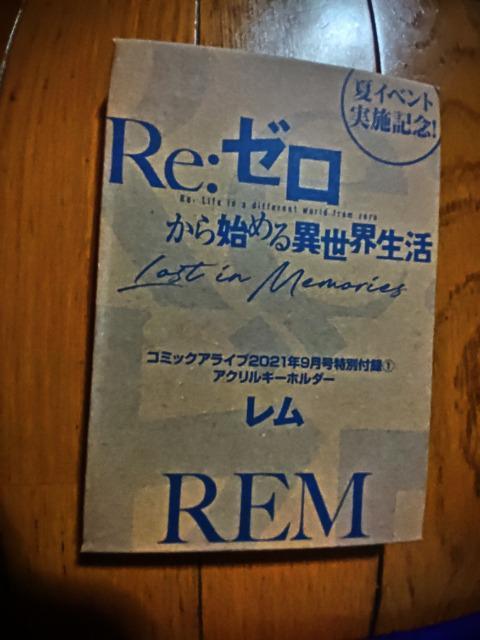 夏イベント
実施記念!
Re:ゼロ
Re: Life in a different world from zero
から始める異世界生活
Lost in Memories
コミックアライブ2021年9月号特別付録①
アクリルキーホルダー
レム
REM